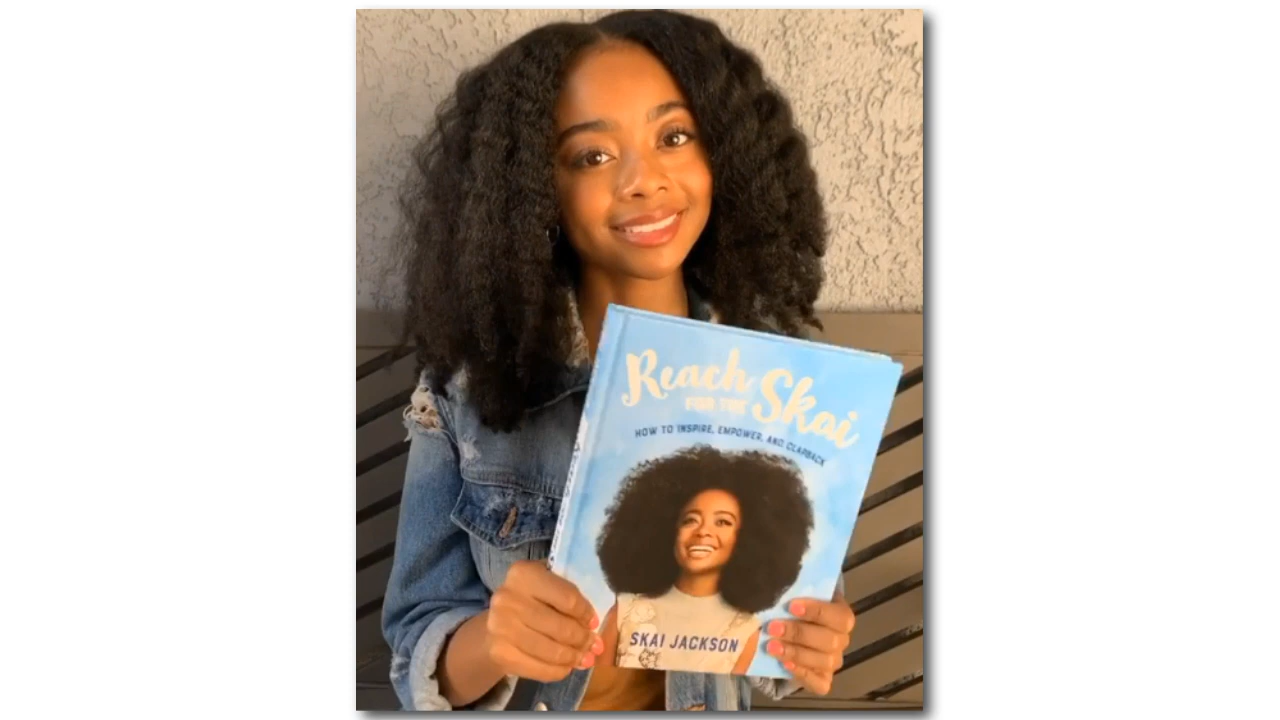 Reach
FOR THE Skai
HOW TO INSPIRE, EMPOWER, AND CLAPBACK
SKAI JACKSON